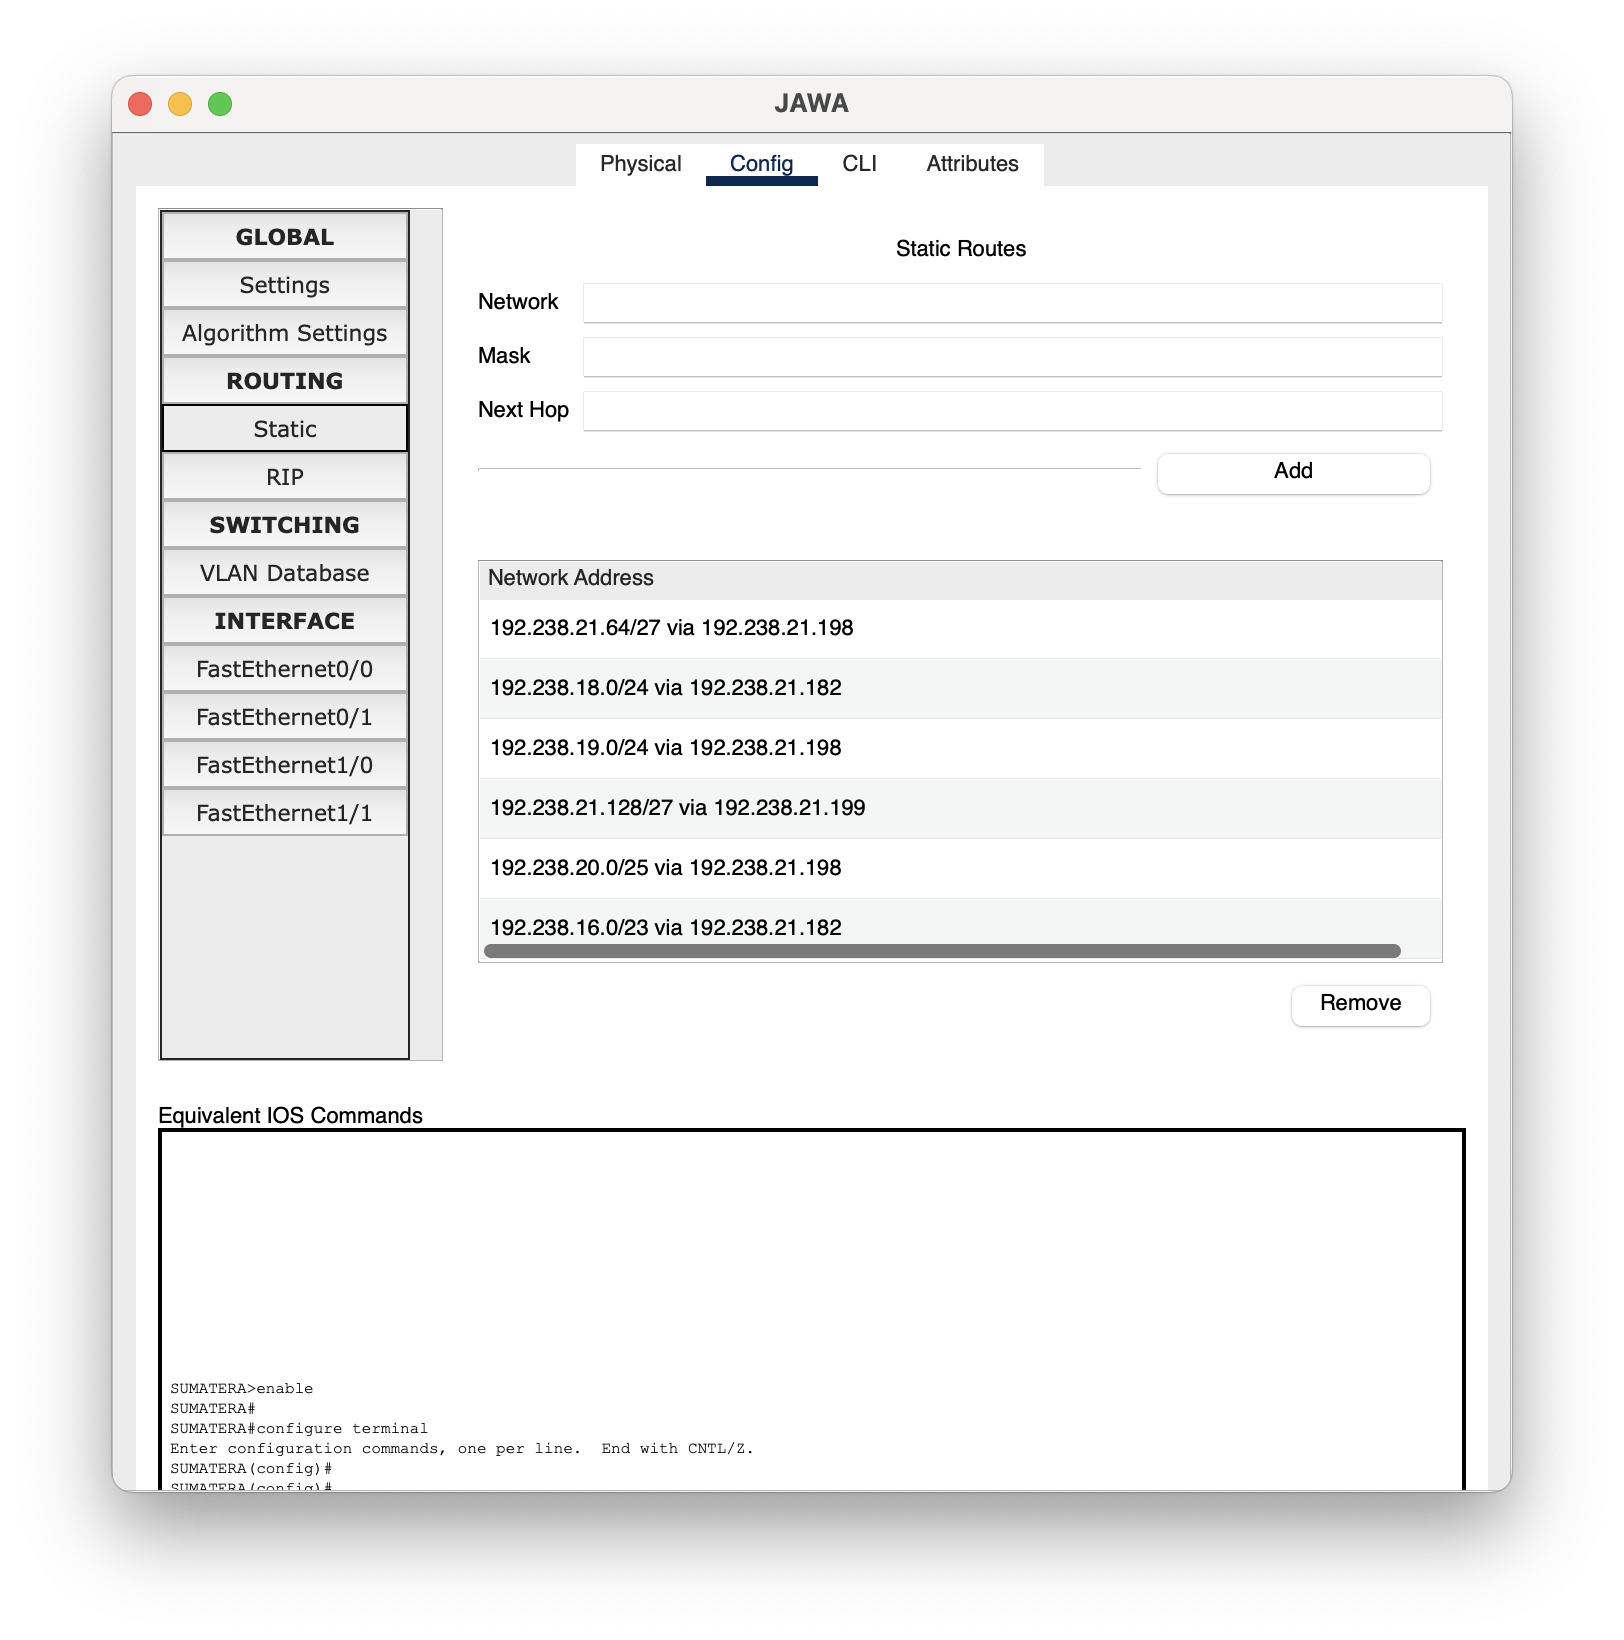 JAWA
Physical Config CLI Attributes
GLOBAL
Settings
Algorithm Settings
ROUTING
Static
RIP
SWITCHING
VLAN Database
INTERFACE
FastEthernet0/0
FastEthernet0/1
FastEthernet1/0
FastEthernet1/1
Static Routes
Network
Mask
Next Hop
Add
Network Address
192.238.21.64/27 via 192.238.21.198
192.238.18.0/24 via 192.238.21.182
192.238.19.0/24 via 192.238.21.198
192.238.21.128/27 via 192.238.21.199
192.238.20.0/25 via 192.238.21.198
192.238.16.0/23 via 192.238.21.182
Remove
Equivalent IOS Commands
SUMATERA>enable
SUMATERA#
SUMATERA#configure terminal
Enter configuration commands, one per line.  End with CNTL/Z.
SUMATERA(config)#
SUMATERA(config)#